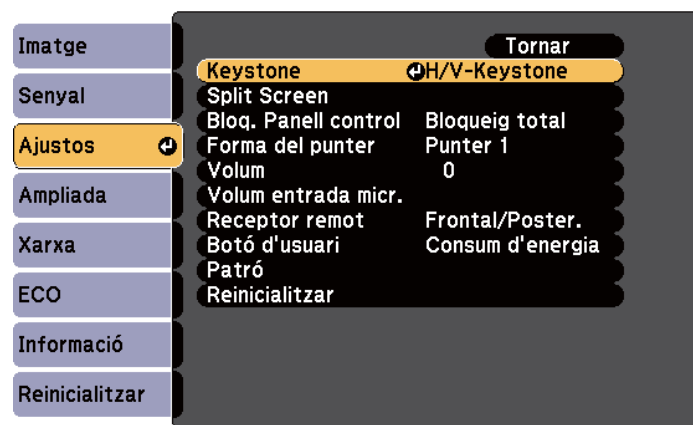 Imatge
Senyal
Ajustos
Ampliada
Xarxa
ECO
Informació
Reinicialitzar
Tornar
Keystone H/V-Keystone
Split Screen
Bloq. Panell control Bloqueig total
Forma del punter Punter 1
Volum 0
Volum entrada micr.
Receptor remot Frontal/Poster.
Botó d'usuari Consum d'energia
Patró
Reinicialitzar